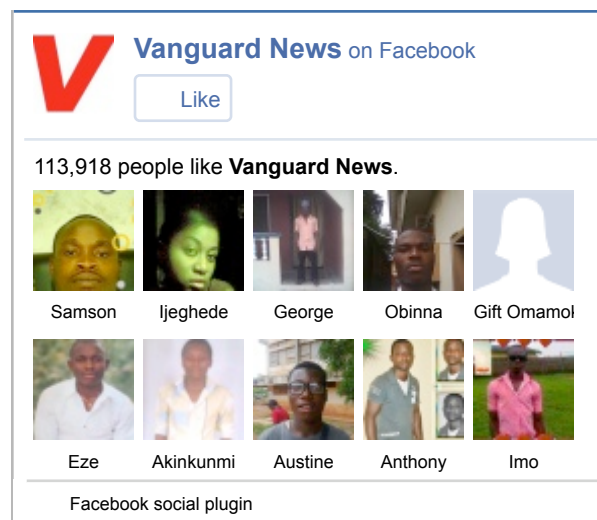 V
Vanguard News on Facebook
Like
113,918 people like Vanguard News.
Samson Ijeghede George Obinna Gift Omamok
Eze Akinkunmi Austine Anthony Imo
Facebook social plugin